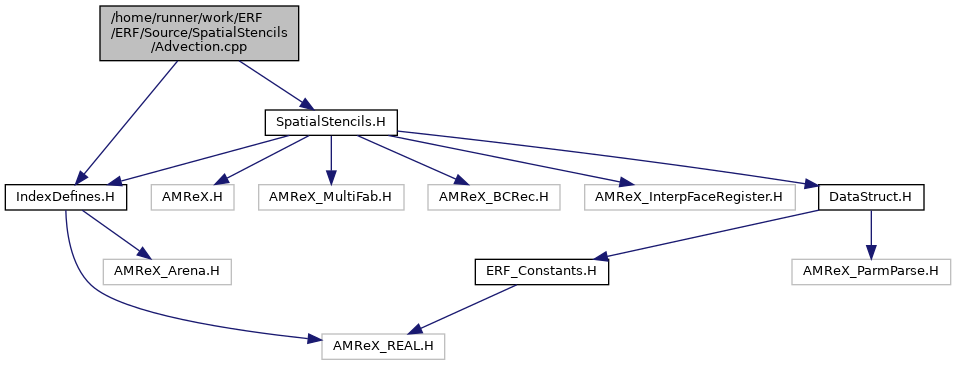 /home/runner/work/ERF
/ERF/Source/SpatialStencils
/Advection.cpp
SpatialStencils.H
IndexDefines.H
AMReX.H
AMReX_MultiFab.H
AMReX_BCRec.H
AMReX_InterpFaceRegister.H
DataStruct.H
AMReX_Arena.H
ERF_Constants.H
AMReX_ParmParse.H
AMReX_REAL.H